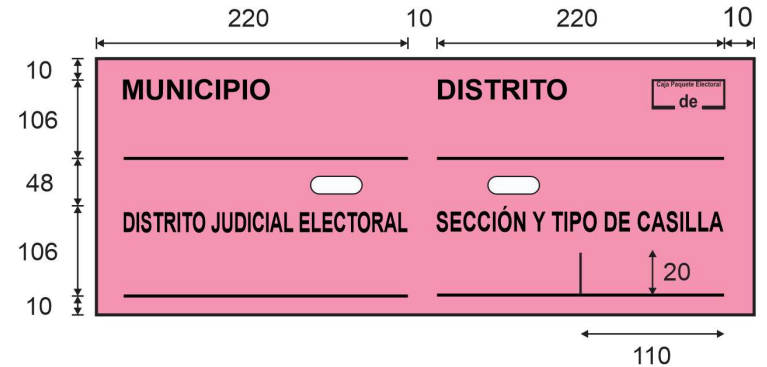 220 10 220 10
10
Caja Paquete Electoral
MUNICIPIO DISTRITO
de
106
48
DISTRITO JUDICIAL ELECTORAL SECCIÓN Y TIPO DE CASILLA
106
20
10
110